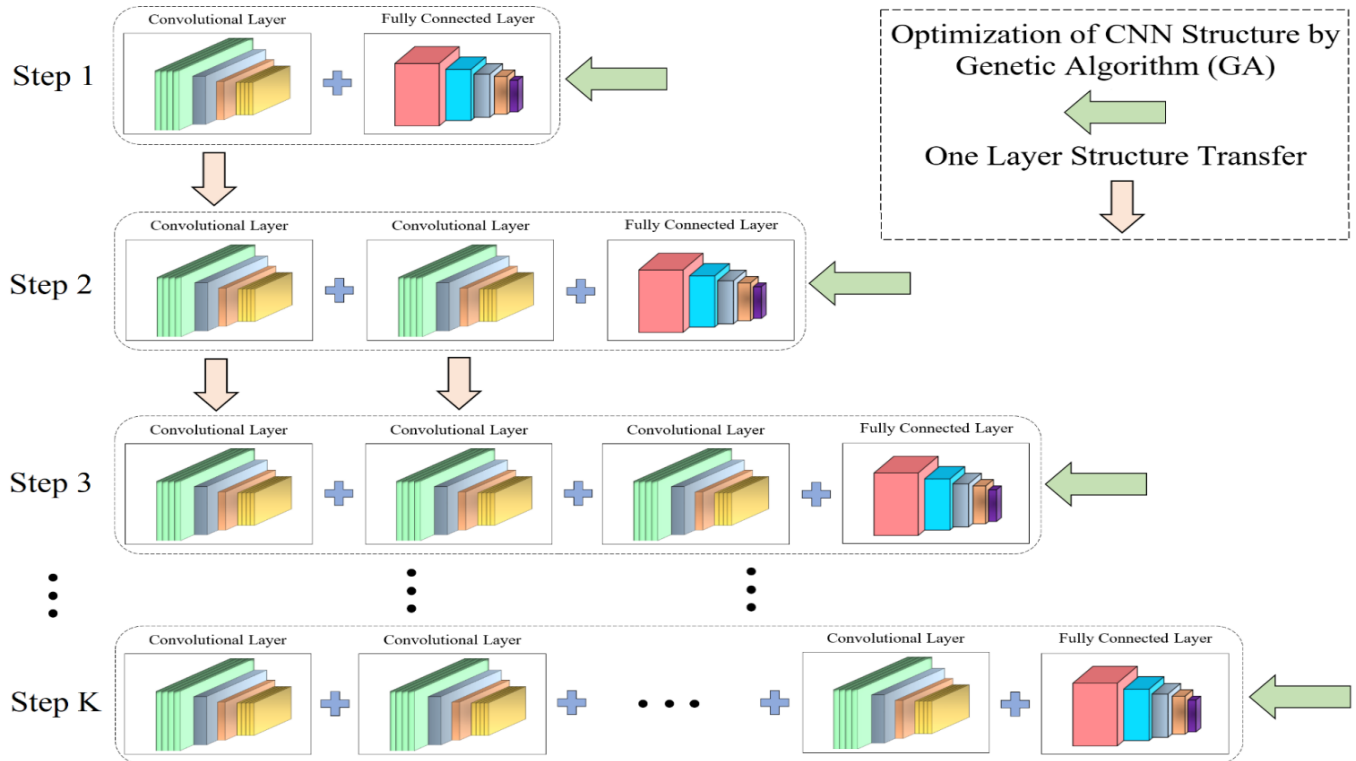 Convolutional Layer
Fully Connected Layer
Step 1
Optimization of CNN Structure by
Genetic Algorithm (GA)
One Layer Structure Transfer
Convolutional Layer
Convolutional Layer
Fully Connected Layer
Step 2
Convolutional Layer
Convolutional Layer
Convolutional Layer
Fully Connected Layer
Step 3
Convolutional Layer
Convolutional Layer
Convolutional Layer
Fully Connected Layer
Step K